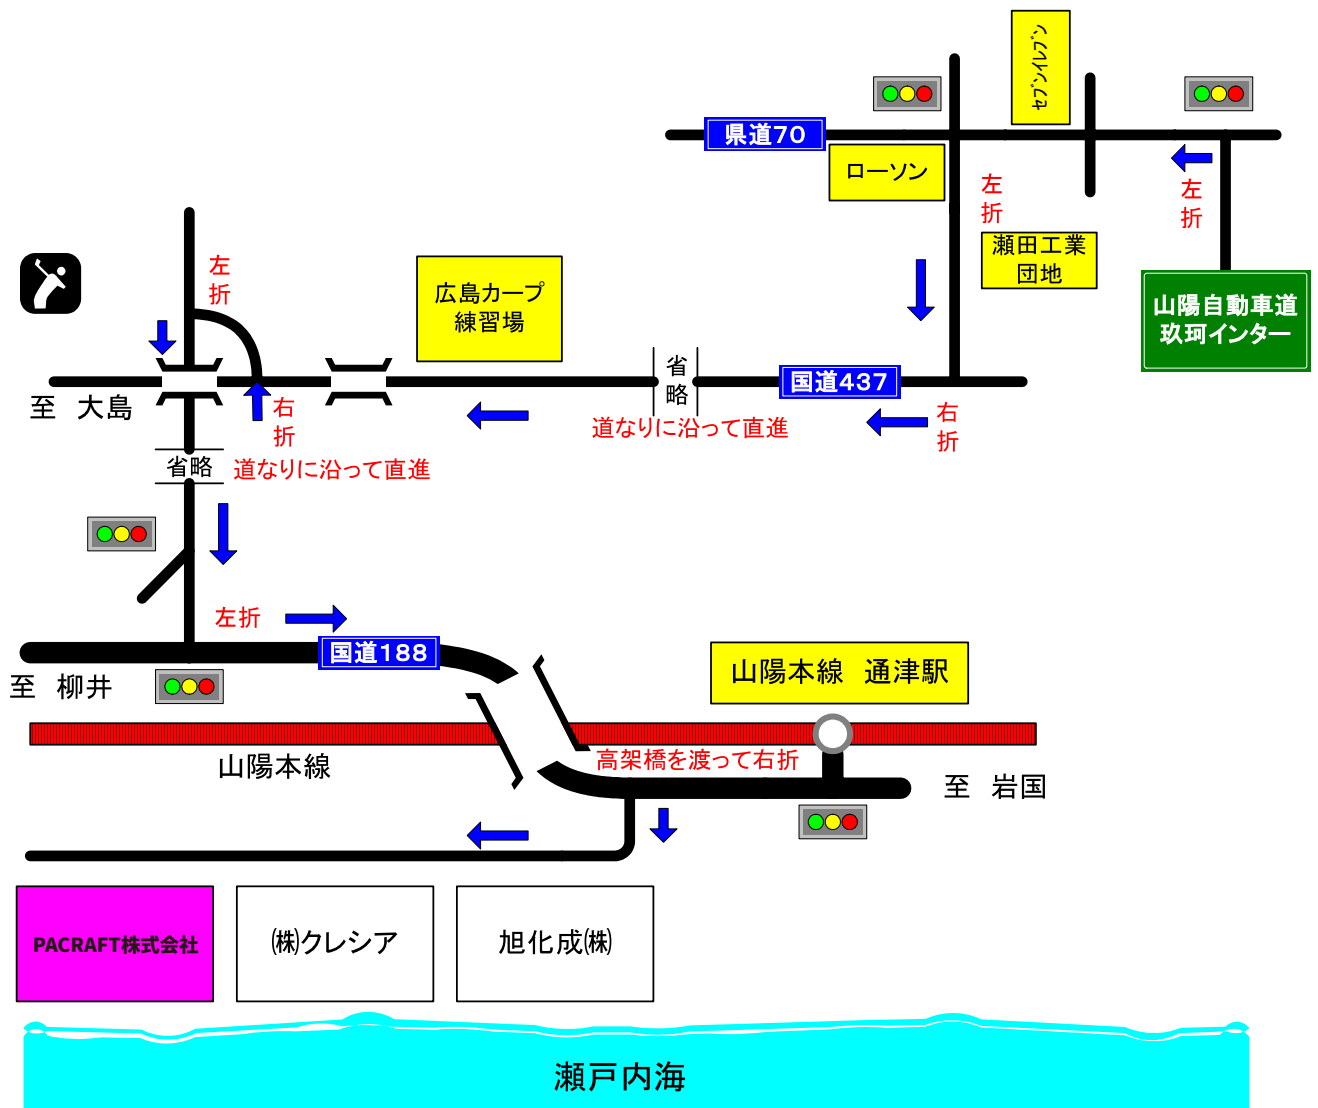 ｾﾌﾞﾝｲﾚﾌﾞﾝ
県道70
ローソン
左
折
左
折
瀬田工業
団地
山陽自動車道
玖珂インター
左
折
広島カープ
練習場
省
略
国道437
至　大島
右
折
道なりに沿って直進
右
折
省略
道なりに沿って直進
左折
国道188
至　柳井
山陽本線　通津駅
山陽本線
高架橋を渡って右折
至　岩国
PACRAFT株式会社
㈱クレシア
旭化成㈱
瀬戸内海